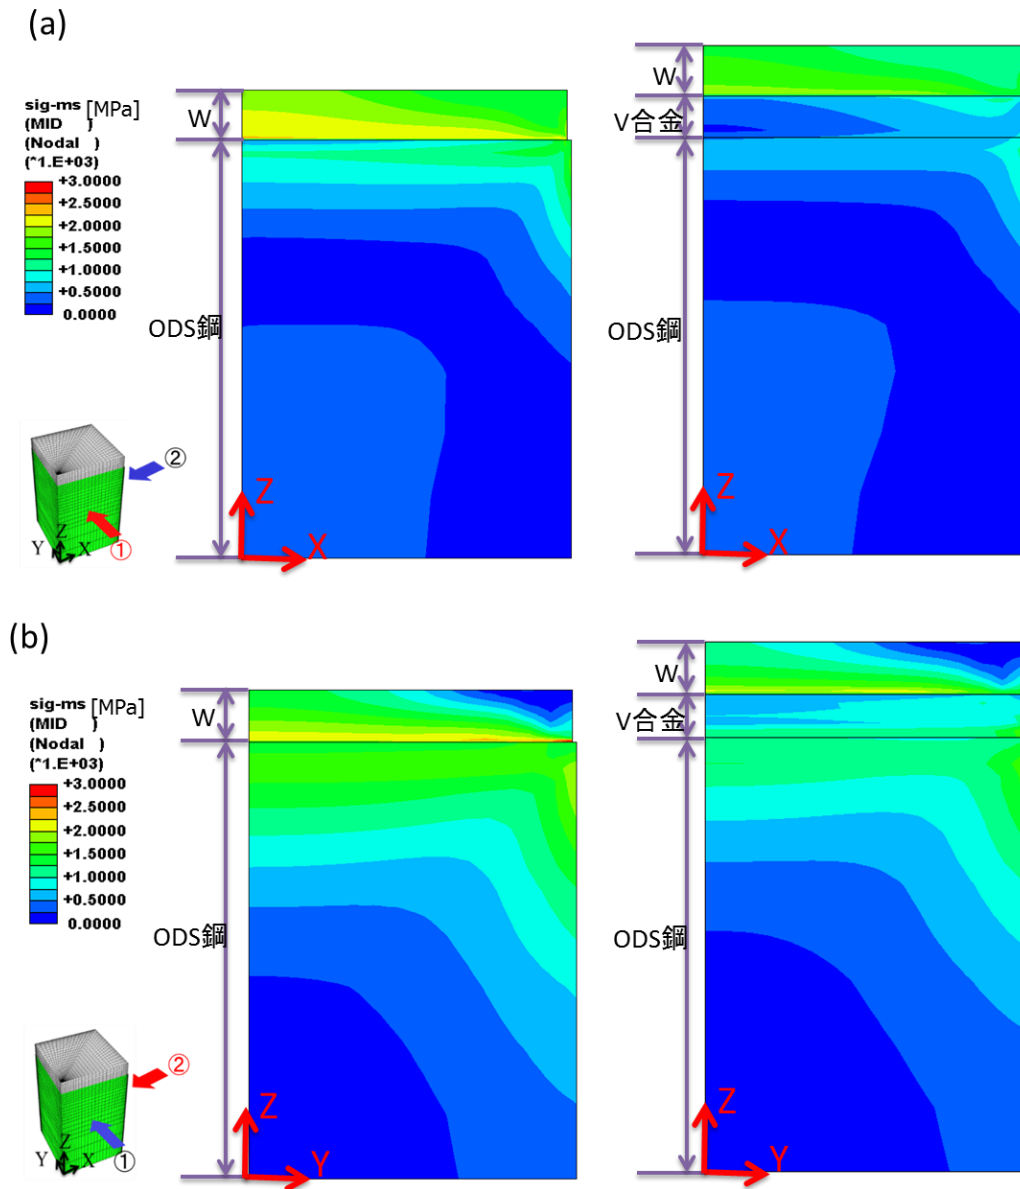 (a)
sig-ms [MPa]
(MID )
(Nodal )
(*1.E+03)
+3.0000
+2.5000
+2.0000
+1.5000
+1.0000
+0.5000
0.0000
W
ODS鋼
Z
X
W
V合金
ODS鋼
Z
X
②
①
Z
Y
X
(b)
sig-ms [MPa]
(MID )
(Nodal )
(*1.E+03)
+3.0000
+2.5000
+2.0000
+1.5000
+1.0000
+0.5000
0.0000
W
ODS鋼
Z
Y
W
V合金
ODS鋼
Z
Y
②
①
Z
Y
X